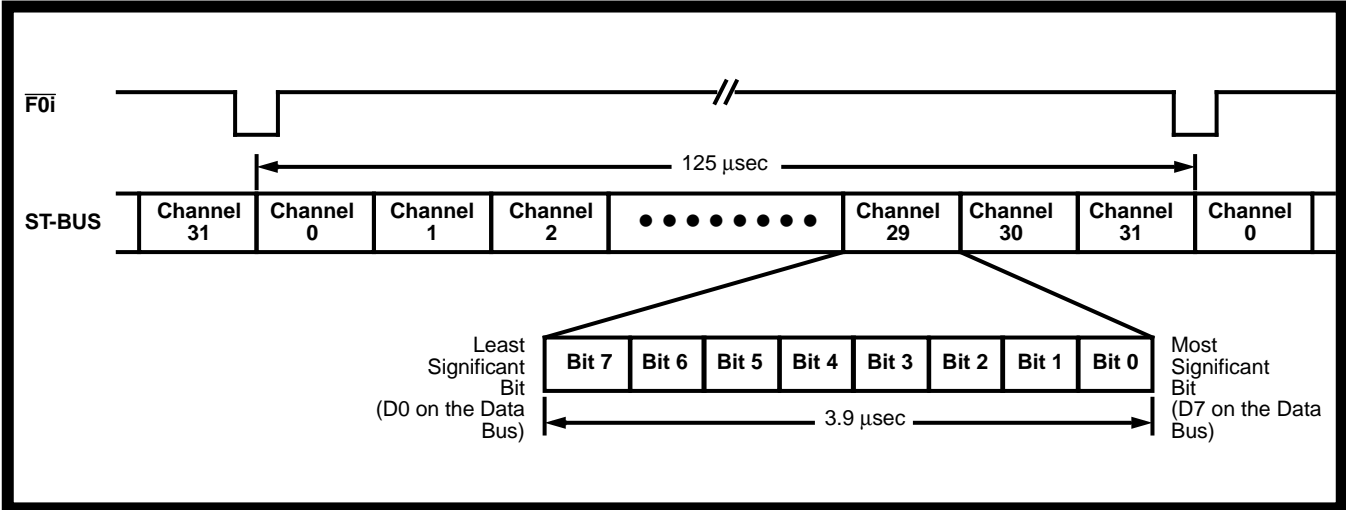 F0i
125 μsec
ST-BUS
Channel 31
Channel 0
Channel 1
Channel 2
Channel 29
Channel 30
Channel 31
Channel 0
Least
Significant
Bit
(D0 on the Data
Bus)
Bit 7
Bit 6
Bit 5
Bit 4
Bit 3
Bit 2
Bit 1
Bit 0
Most
Significant
Bit
(D7 on the Data
Bus)
3.9 μsec